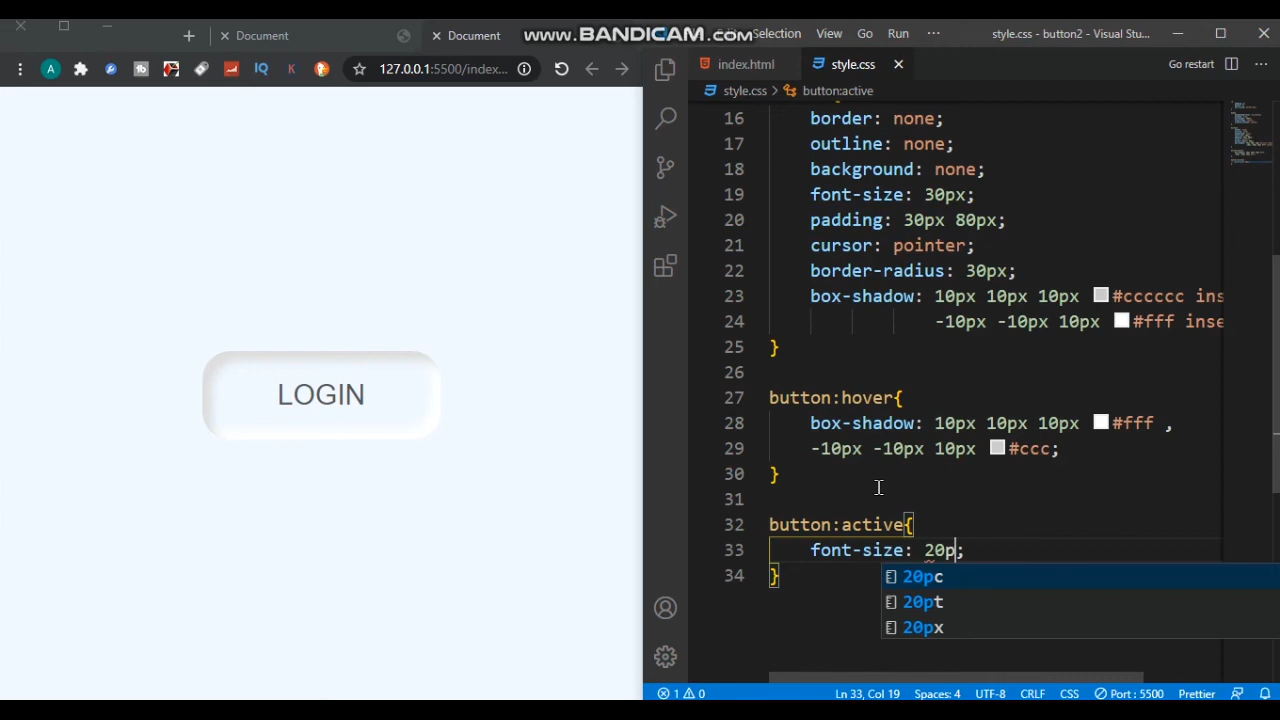 www.BANDICAM.com
Selection View Go Run ··· style.css - button2 - Visual Stu...
Document
Document
A IQ K 127.0.0.1:5500/index...
index.html style.css Go restart
style.css > button:active
16 border: none;
17 outline: none;
18 background: none;
19 font-size: 30px;
20 padding: 30px 80px;
21 cursor: pointer;
22 border-radius: 30px;
23 box-shadow: 10px 10px 10px #cccccc ins
24 -10px -10px 10px #fff inse
25 }
26
27 button:hover{
28 box-shadow: 10px 10px 10px #fff ,
29 -10px -10px 10px #ccc;
30 }
31
32 button:active{
33 font-size: 20p;
34 }
20pc
20pt
20px
LOGIN
1 0 Ln 33, Col 19 Spaces: 4 UTF-8 CRLF CSS Port : 5500 Prettier